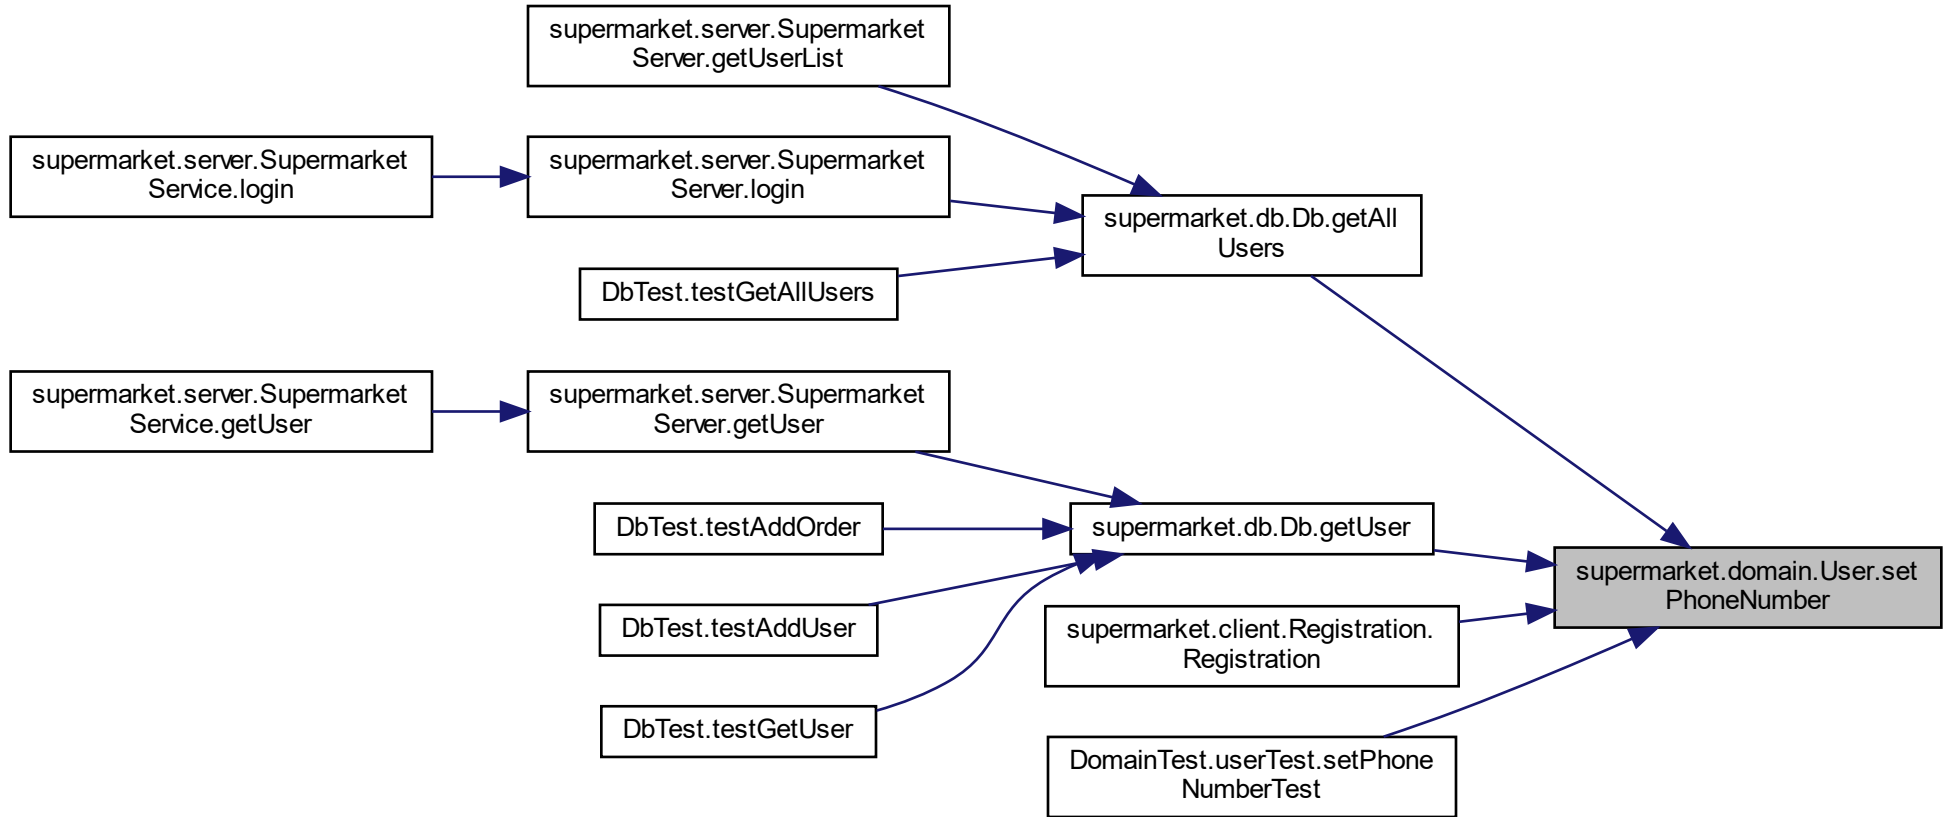 supermarket.server.Supermarket
Server.getUserList
supermarket.server.Supermarket
Service.login
supermarket.server.Supermarket
Server.login
supermarket.db.Db.getAll
Users
DbTest.testGetAllUsers
supermarket.server.Supermarket
Service.getUser
supermarket.server.Supermarket
Server.getUser
DbTest.testAddOrder
supermarket.db.Db.getUser
supermarket.domain.User.set
PhoneNumber
DbTest.testAddUser
supermarket.client.Registration.
Registration
DbTest.testGetUser
DomainTest.userTest.setPhone
NumberTest